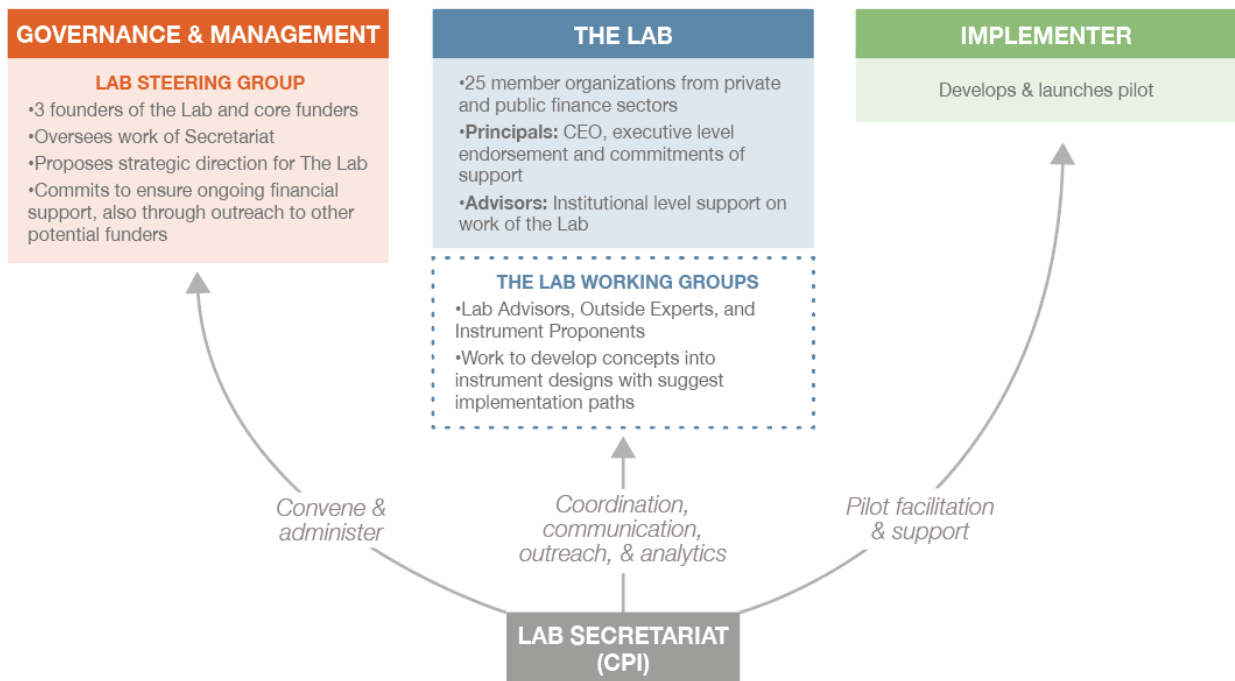 GOVERNANCE & MANAGEMENT
LAB STEERING GROUP
•3 founders of the Lab and core funders
•Oversees work of Secretariat
•Proposes strategic direction for The Lab
•Commits to ensure ongoing financial
support, also through outreach to other
potential funders
THE LAB
•25 member organizations from private
and public finance sectors
•Principals: CEO, executive level
endorsement and commitments of
support
•Advisors: Institutional level support on
work of the Lab
THE LAB WORKING GROUPS
•Lab Advisors, Outside Experts, and
Instrument Proponents
•Work to develop concepts into
instrument designs with suggest
implementation paths
IMPLEMENTER
Develops & launches pilot
Convene &
administer
Coordination,
communication,
outreach, & analytics
Pilot facilitation
& support
LAB SECRETARIAT
(CPI)